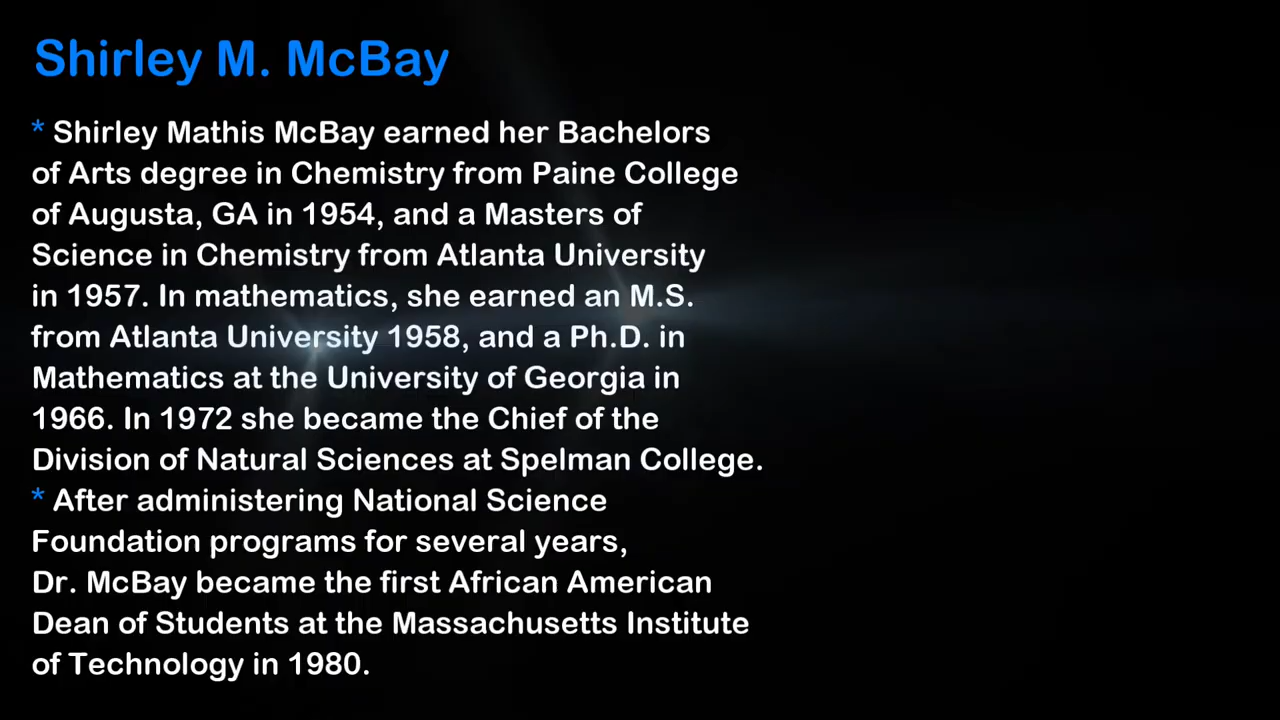 Shirley M. McBay
* Shirley Mathis McBay earned her Bachelors
of Arts degree in Chemistry from Paine College
of Augusta, GA in 1954, and a Masters of
Science in Chemistry from Atlanta University
in 1957. In mathematics, she earned an M.S.
from Atlanta University 1958, and a Ph.D. in
Mathematics at the University of Georgia in
1966. In 1972 she became the Chief of the
Division of Natural Sciences at Spelman College.
* After administering National Science
Foundation programs for several years,
Dr. McBay became the first African American
Dean of Students at the Massachusetts Institute
of Technology in 1980.